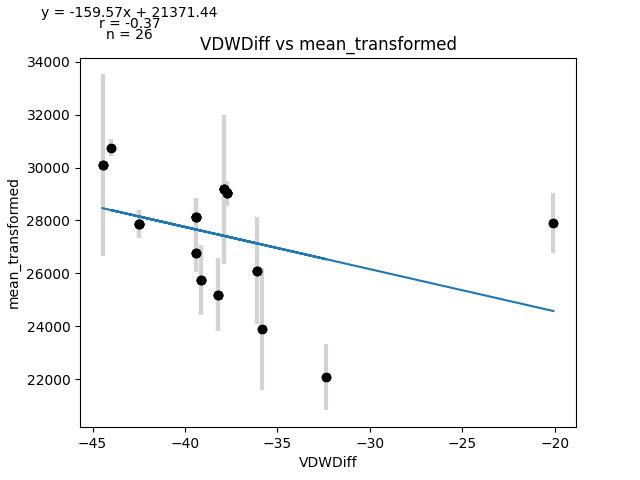 y = -159.57x + 21371.44
r = -0.37
n = 26
VDWDiff vs mean_transformed
34000
32000
30000
28000
26000
24000
22000
mean_transformed
−45 −40 −35 −30 −25 −20
VDWDiff